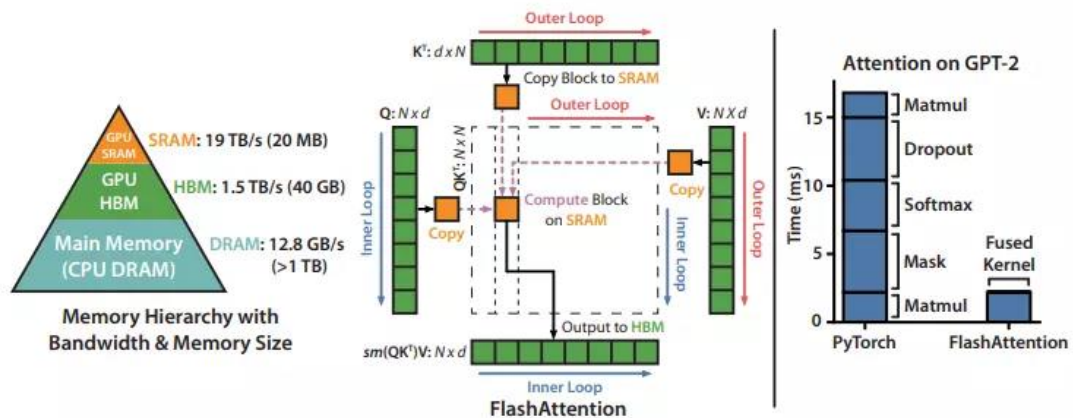 GPU
SRAM
GPU
HBM
Main Memory
(CPU DRAM)
SRAM: 19 TB/s (20 MB)
HBM: 1.5 TB/s (40 GB)
DRAM: 12.8 GB/s
(>1 TB)
Memory Hierarchy with
Bandwidth & Memory Size
Outer Loop
Kᵀ: d x N
Copy Block to SRAM
Outer Loop
Q: N x d
V: N X d
QKᵀ: N x N
Copy
Copy
Compute Block
on SRAM
Inner Loop
Inner Loop
Outer Loop
Output to HBM
sm(QKᵀ)V: N x d
Inner Loop
FlashAttention
Attention on GPT-2
Time (ms)
15
10
5
0
Matmul
Dropout
Softmax
Mask
Matmul
Fused
Kernel
PyTorch
FlashAttention